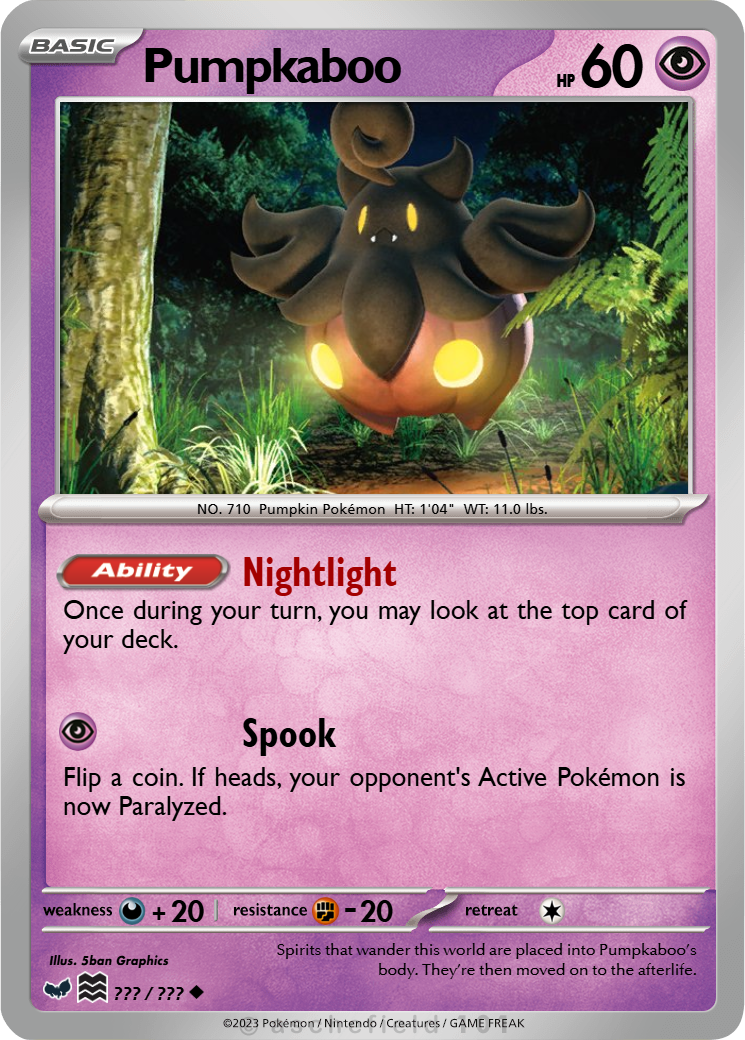 BASIC
Pumpkaboo
HP 60
NO. 710 Pumpkin Pokémon HT: 1'04" WT: 11.0 lbs.
Ability Nightlight
Once during your turn, you may look at the top card of
your deck.
Spook
Flip a coin. If heads, your opponent's Active Pokémon is
now Paralyzed.
weakness + 20 resistance - 20 retreat
Illus. 5ban Graphics
Spirits that wander this world are placed into Pumpkaboo's
body. They're then moved on to the afterlife.
??? / ???
©2023 Pokémon / Nintendo / Creatures / GAME FREAK